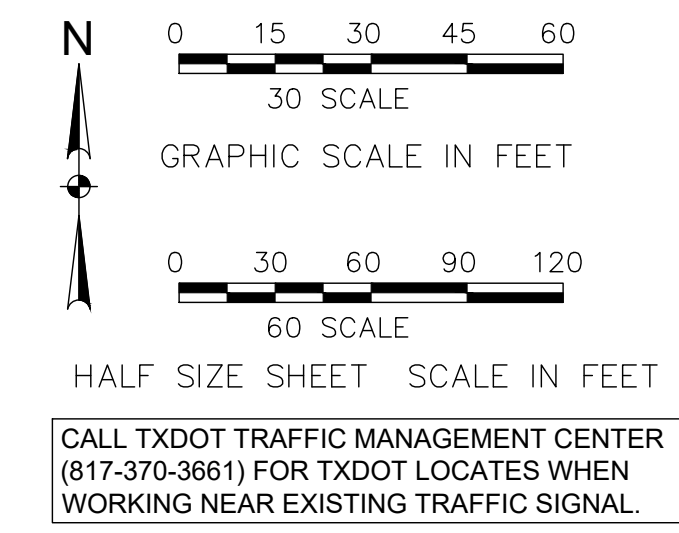 N
0 15 30 45 60
30 SCALE
GRAPHIC SCALE IN FEET
0 30 60 90 120
60 SCALE
HALF SIZE SHEET SCALE IN FEET
CALL TXDOT TRAFFIC MANAGEMENT CENTER
(817-370-3661) FOR TXDOT LOCATES WHEN
WORKING NEAR EXISTING TRAFFIC SIGNAL.